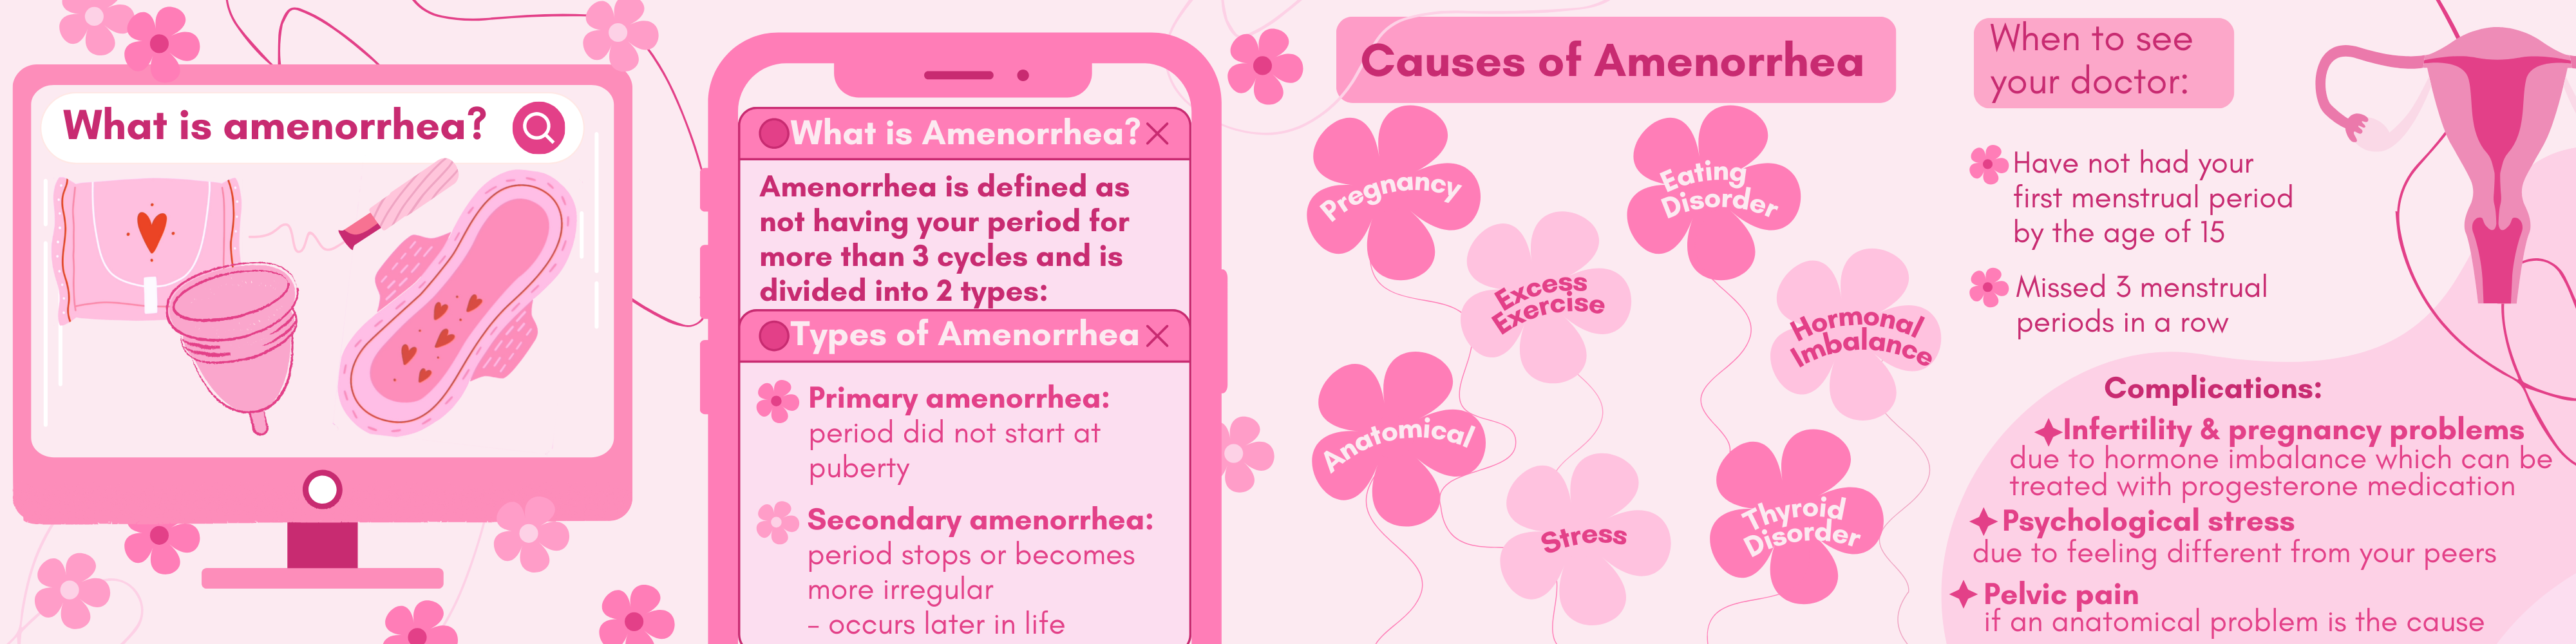 What is amenorrhea?
What is Amenorrhea?
Amenorrhea is defined as
not having your period for
more than 3 cycles and is
divided into 2 types:
Types of Amenorrhea
Primary amenorrhea:
period did not start at
puberty
Secondary amenorrhea:
period stops or becomes
more irregular
- occurs later in life
Causes of Amenorrhea
Pregnancy
Eating
Disorder
Excess
Exercise
Hormonal
Imbalance
Anatomical
Stress
Thyroid
Disorder
When to see
your doctor:
Have not had your
first menstrual period
by the age of 15
Missed 3 menstrual
periods in a row
Complications:
Infertility & pregnancy problems
due to hormone imbalance which can be
treated with progesterone medication
Psychological stress
due to feeling different from your peers
Pelvic pain
if an anatomical problem is the cause